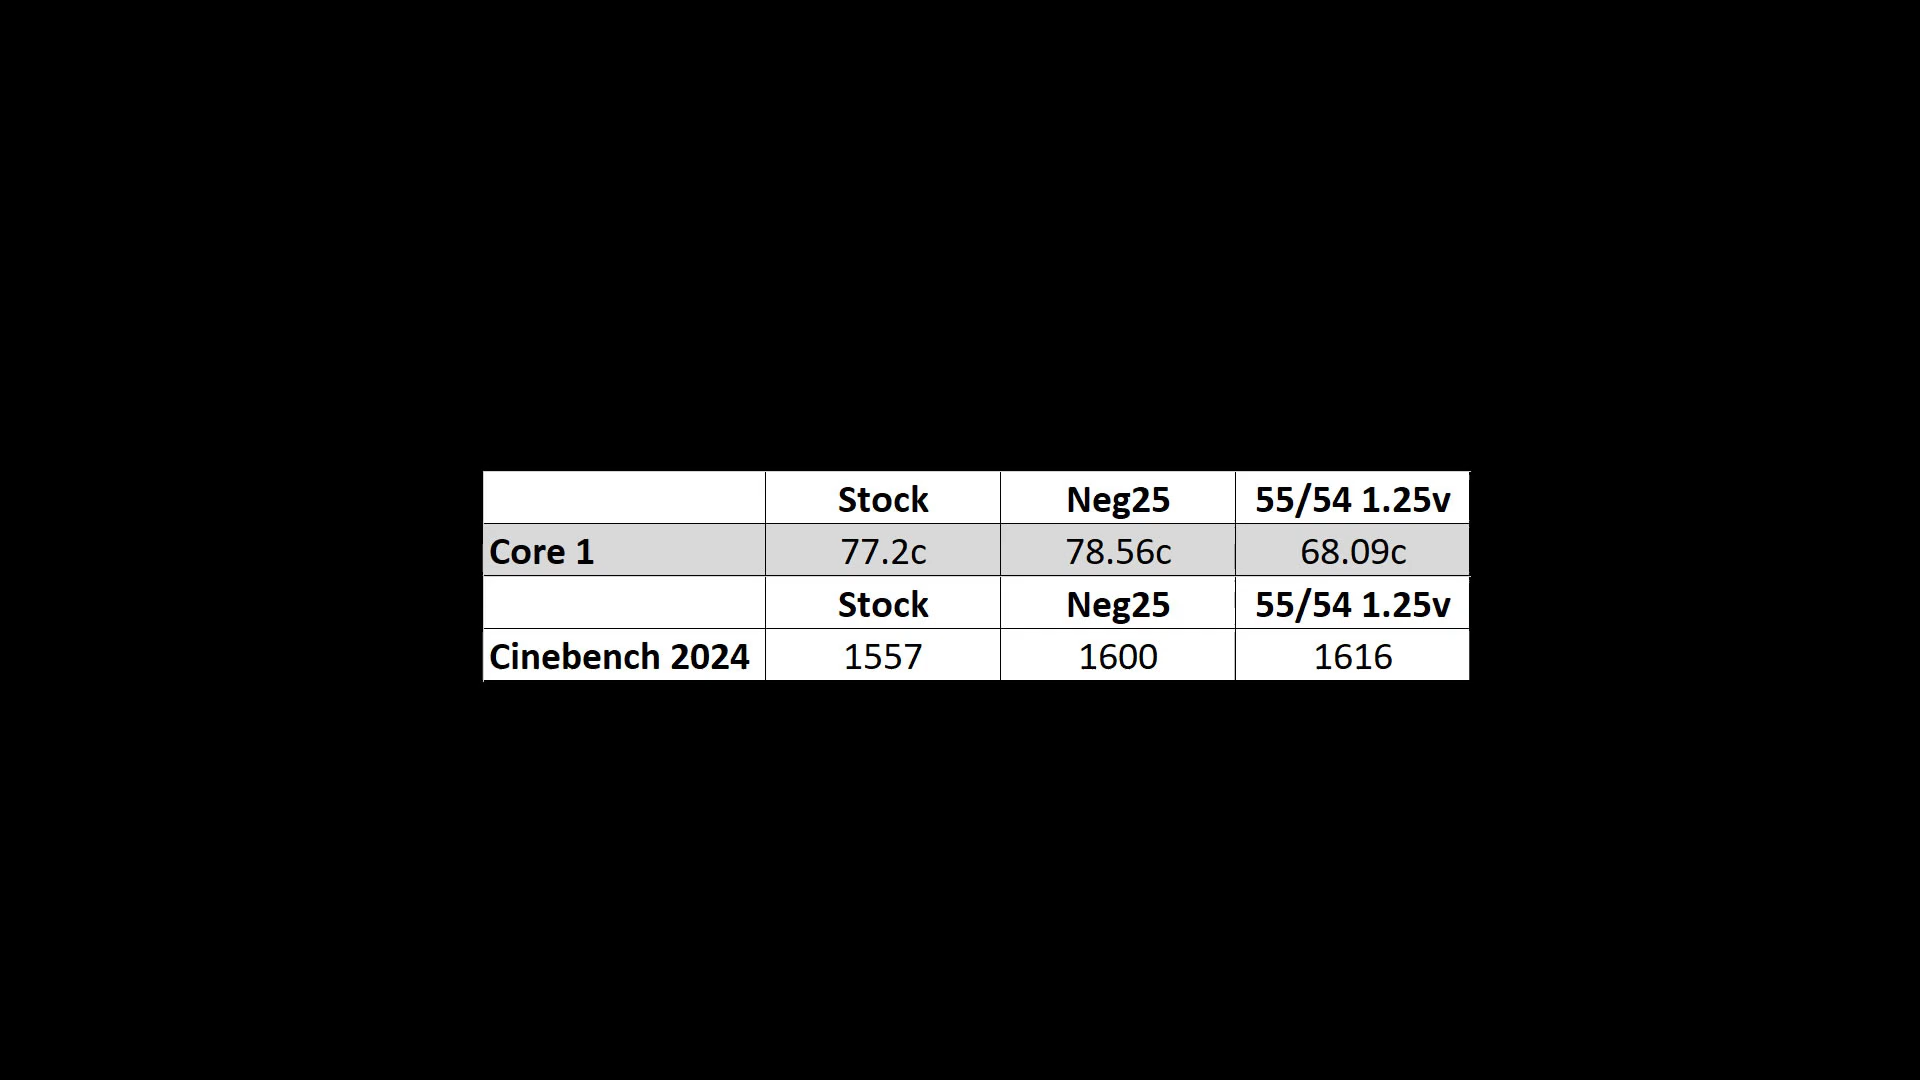 Stock Neg25 55/54 1.25v
Core 1 77.2c 78.56c 68.09c
Stock Neg25 55/54 1.25v
Cinebench 2024 1557 1600 1616